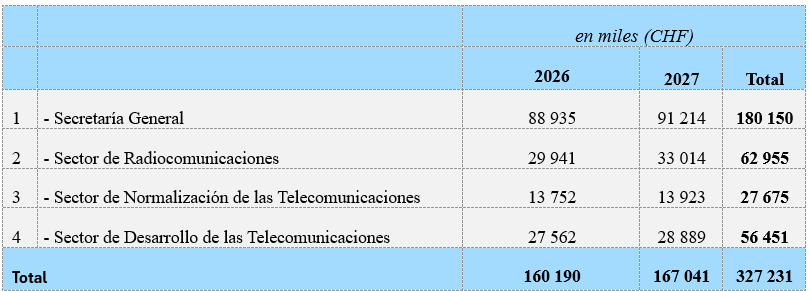 en miles (CHF)
2026 2027 Total
1 - Secretaría General 88 935 91 214 180 150
2 - Sector de Radiocomunicaciones 29 941 33 014 62 955
3 - Sector de Normalización de las Telecomunicaciones 13 752 13 923 27 675
4 - Sector de Desarrollo de las Telecomunicaciones 27 562 28 889 56 451
Total 160 190 167 041 327 231